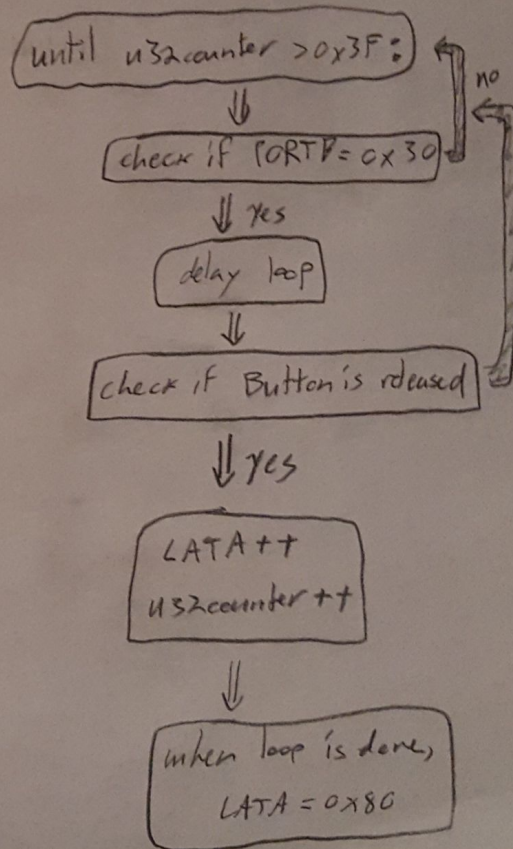 until u32counter >0x3F:
no
check if PORTB=0x30
yes
delay loop
check if Button is released
yes
LATA++
u32counter++
when loop is done,
LATA=0x80